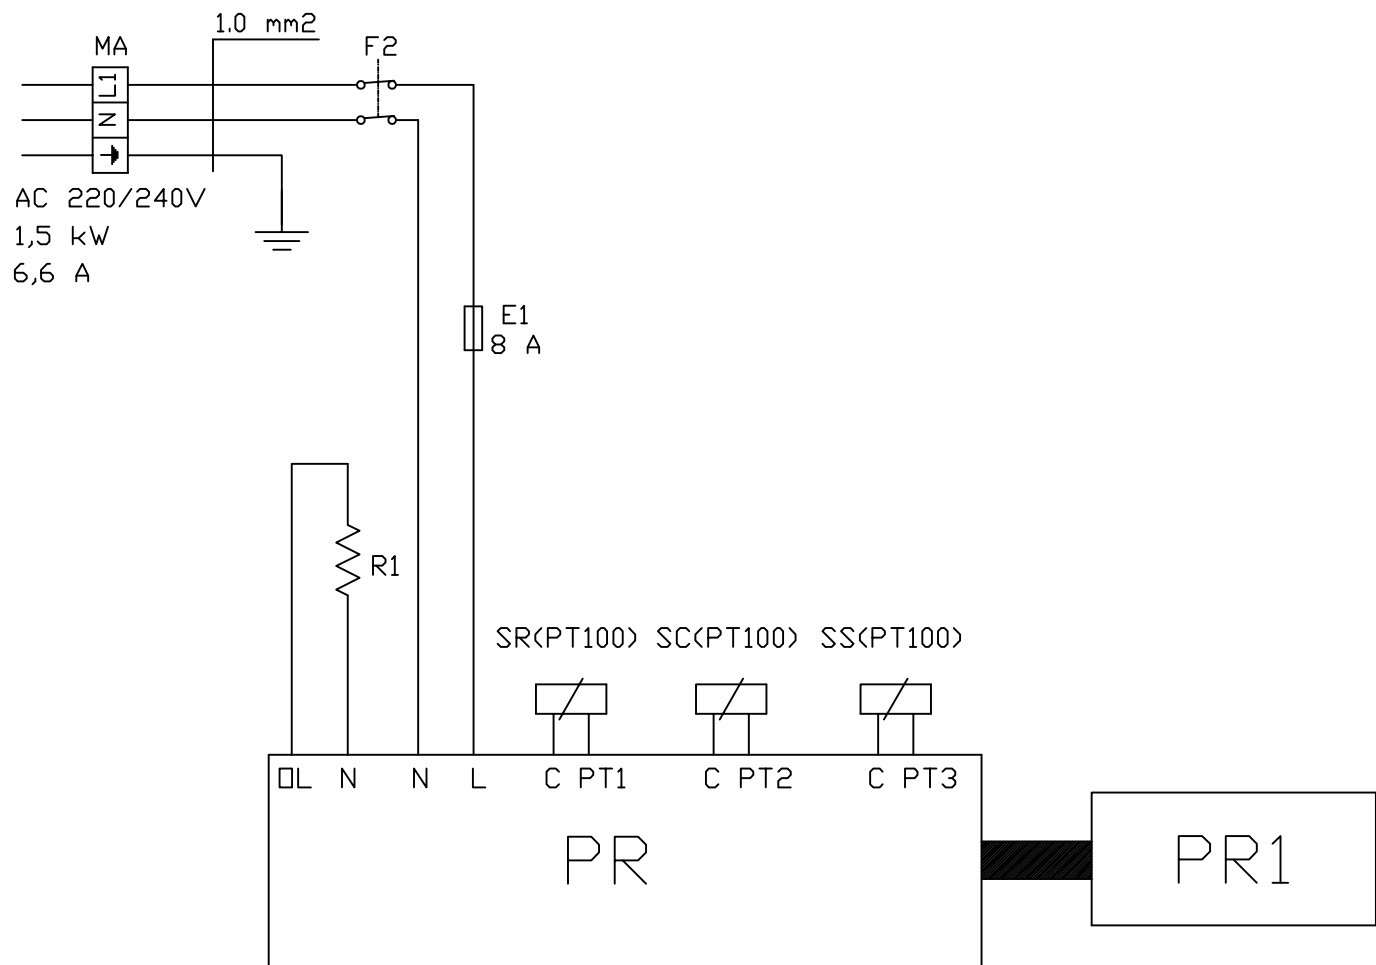 1.0 mm2
MA
F2
L1
N
AC 220/240V
1,5 kW
6,6 A
E1
8 A
R1
SR(PT100) SC(PT100) SS(PT100)
OL N N L C PT1 C PT2 C PT3
PR
PR1